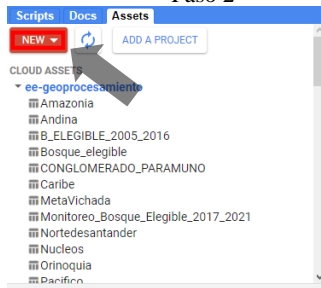 Paso 2
Scripts Docs Assets
NEW ADD A PROJECT
CLOUD ASSETS
ee-geoprocesamiento
Amazonia
Andina
B_ELEGIBLE_2005_2016
Bosque_elegible
CONGLOMERADO_PARAMUNO
Caribe
MetaVichada
Monitoreo_Bosque_Elegible_2017_2021
Nortedesantander
Nucleos
Orinoquia
Pacifico